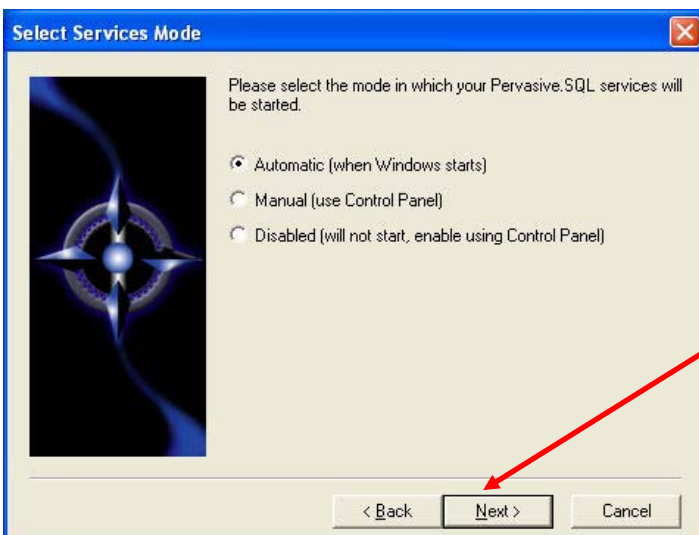 Select Services Mode
Please select the mode in which your Pervasive.SQL services will
be started.
Automatic (when Windows starts)
Manual (use Control Panel)
Disabled (will not start, enable using Control Panel)
< Back Next > Cancel